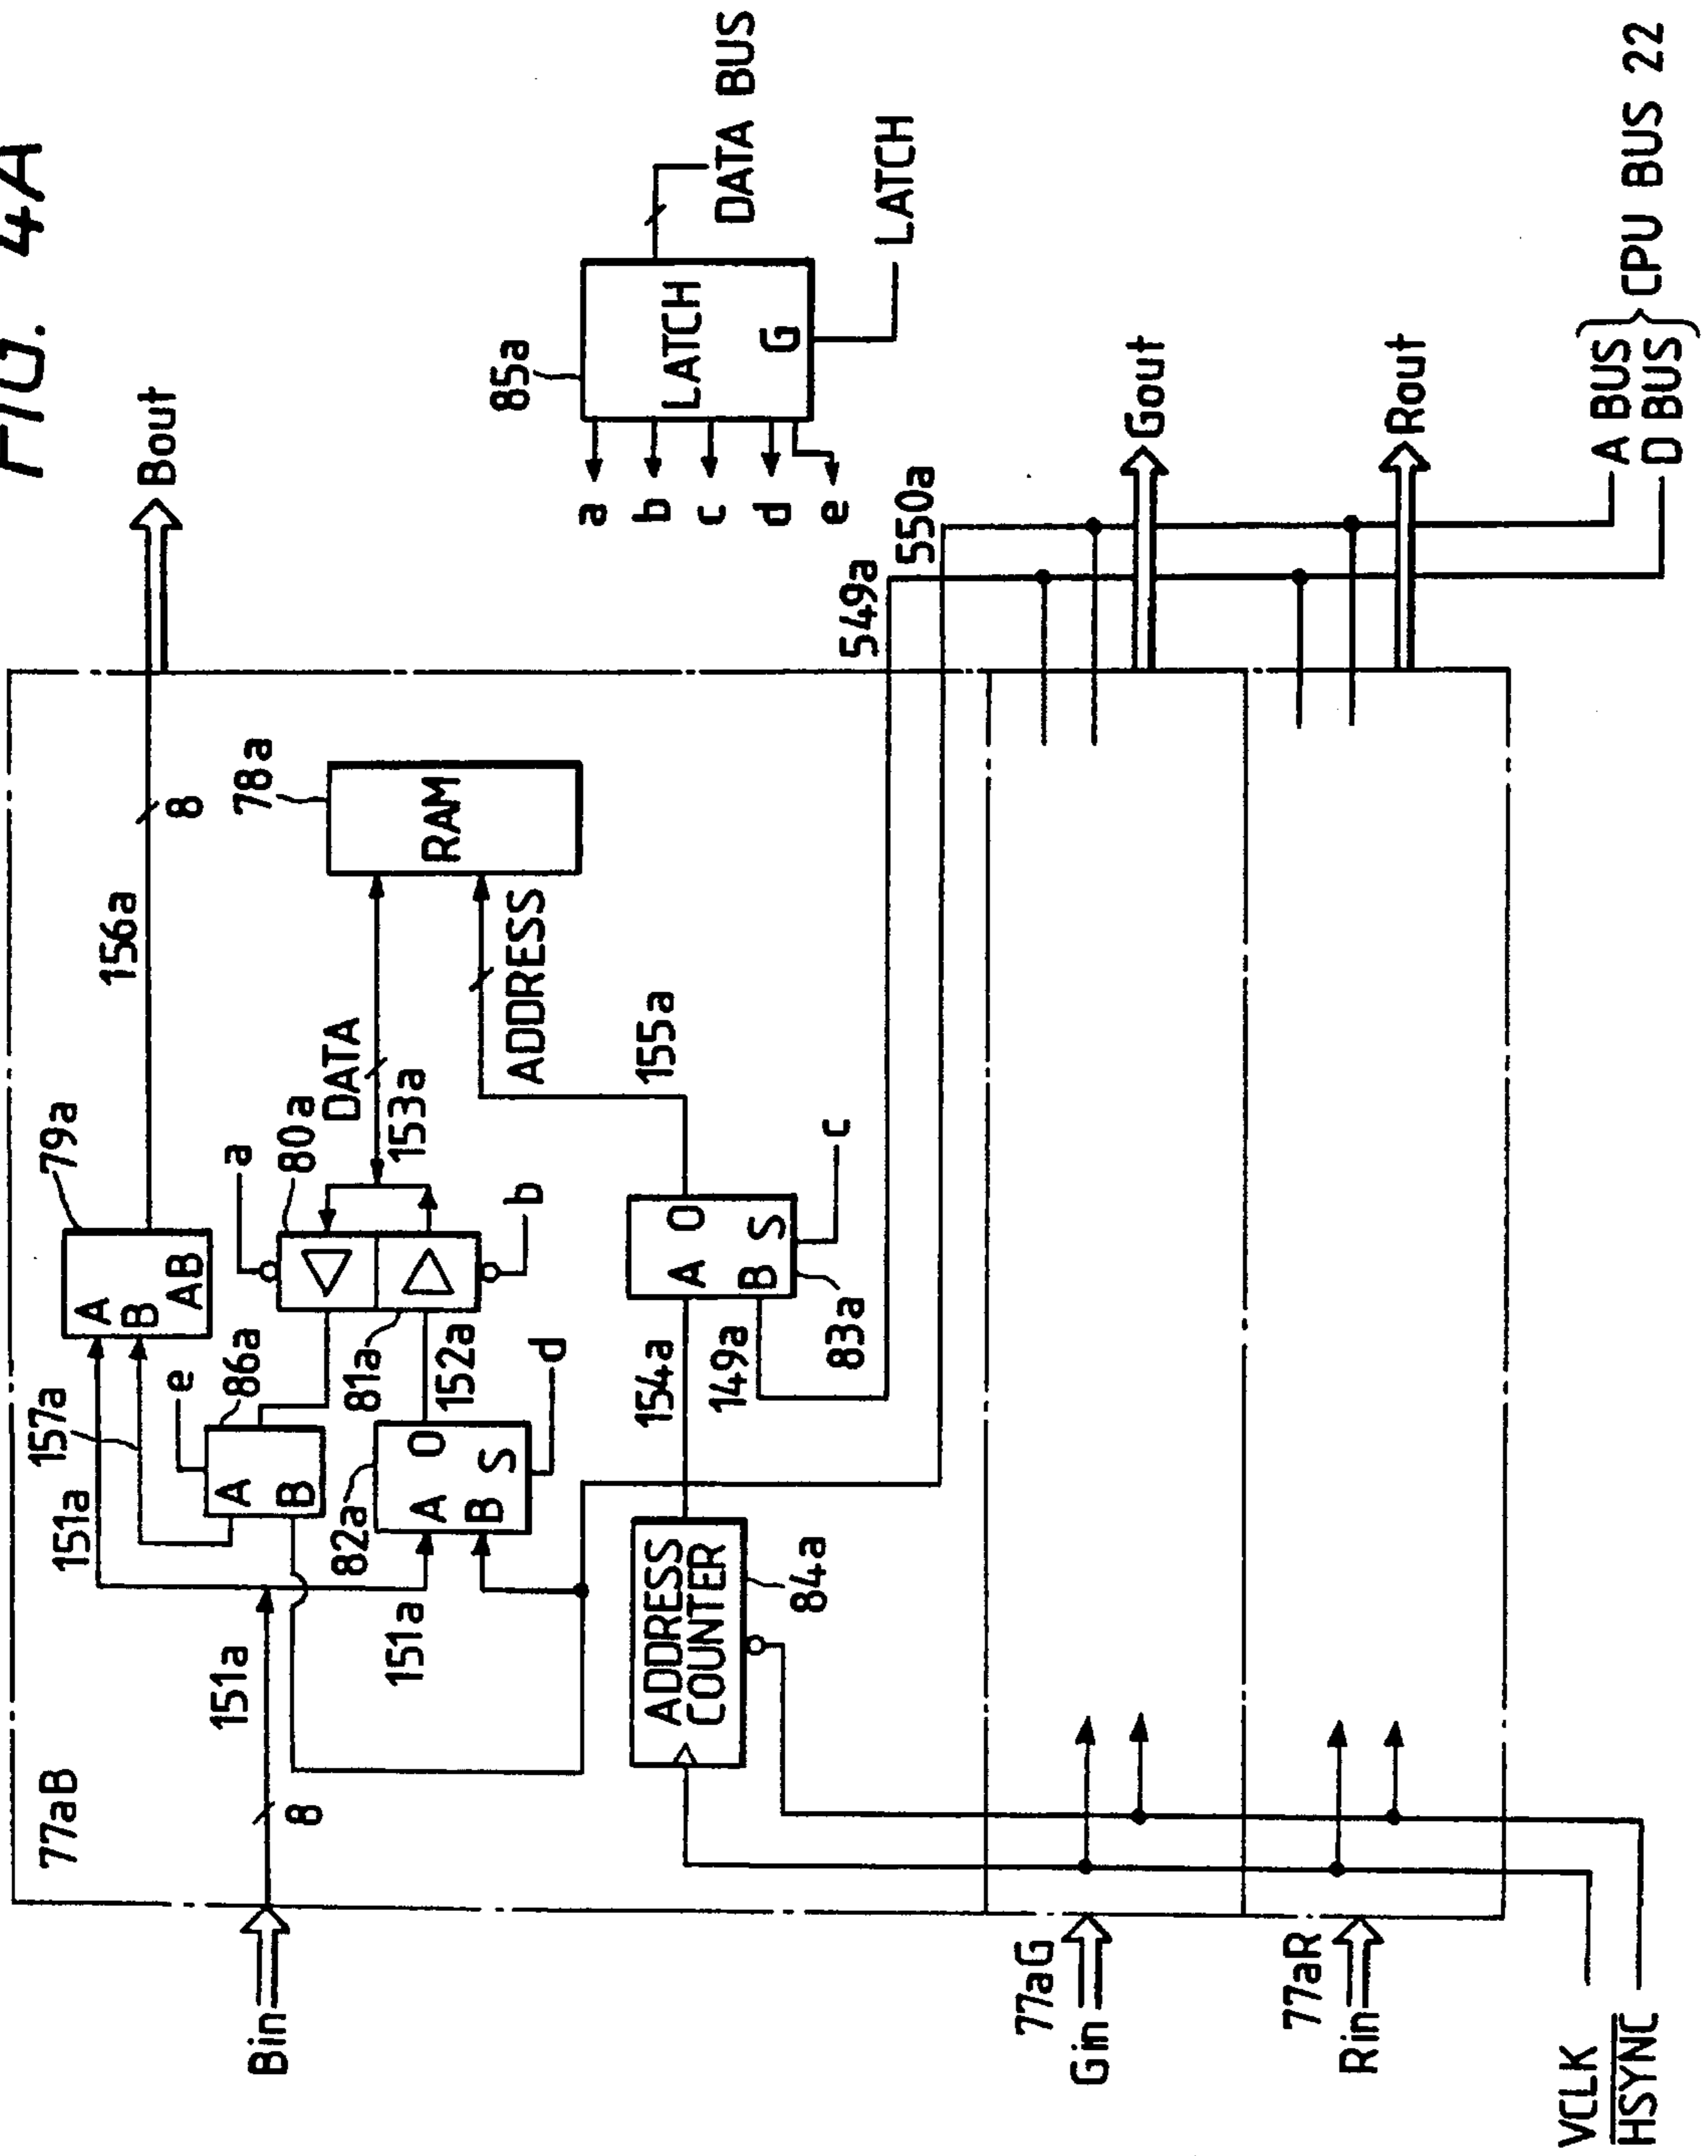 FIG. 4A
77aB
Bin
8
151a
151a
151a
157a
e
86a
A
B
79a
A
B
AB
156a
8
Bout
82a
A
B
O
S
d
81a
152a
a
80a
b
DATA
153a
ADDRESS
78a
RAM
ADDRESS
COUNTER
84a
154a
149a
83a
A
B
O
S
c
155a
85a
LATCH
G
a
b
c
d
e
DATA BUS
LATCH
549a
550a
77aG
Gin
Gout
77aR
Rin
Rout
VCLK
HSYNC
A BUS
D BUS
CPU BUS 22